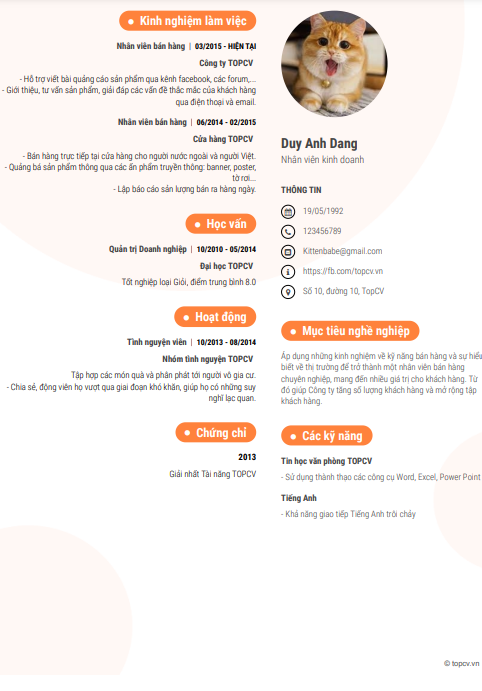 Kinh nghiệm làm việc
Nhân viên bán hàng | 03/2015 - HIỆN TẠI
Công ty TOPCV
- Hỗ trợ viết bài quảng cáo sản phẩm qua kênh facebook, các forum,...
- Giới thiệu, tư vấn sản phẩm, giải đáp các vấn đề thắc mắc của khách hàng
qua điện thoại và email.
Nhân viên bán hàng | 06/2014 - 02/2015
Cửa hàng TOPCV
- Bán hàng trực tiếp tại cửa hàng cho người nước ngoài và người Việt.
- Quảng bá sản phẩm thông qua các ấn phẩm truyền thông: banner, poster,
tờ rơi...
- Lập báo cáo sản lượng bán ra hàng ngày.
Học vấn
Quản trị Doanh nghiệp | 10/2010 - 05/2014
Đại học TOPCV
Tốt nghiệp loại Giỏi, điểm trung bình 8.0
Hoạt động
Tình nguyện viên | 10/2013 - 08/2014
Nhóm tình nguyện TOPCV
Tập hợp các món quà và phân phát tới người vô gia cư.
- Chia sẻ, động viên họ vượt qua giai đoạn khó khăn, giúp họ có những suy
nghĩ lạc quan.
Chứng chỉ
2013
Giải nhất Tài năng TOPCV
Duy Anh Dang
Nhân viên kinh doanh
THÔNG TIN
19/05/1992
123456789
Kittenbabe@gmail.com
https://fb.com/topcv.vn
Số 10, đường 10, TopCV
Mục tiêu nghề nghiệp
Áp dụng những kinh nghiệm về kỹ năng bán hàng và sự hiểu
biết về thị trường để trở thành một nhân viên bán hàng
chuyên nghiệp, mang đến nhiều giá trị cho khách hàng. Từ
đó giúp Công ty tăng số lượng khách hàng và mở rộng tập
khách hàng.
Các kỹ năng
Tin học văn phòng TOPCV
- Sử dụng thành thạo các công cụ Word, Excel, Power Point
Tiếng Anh
- Khả năng giao tiếp Tiếng Anh trôi chảy
© topcv.vn